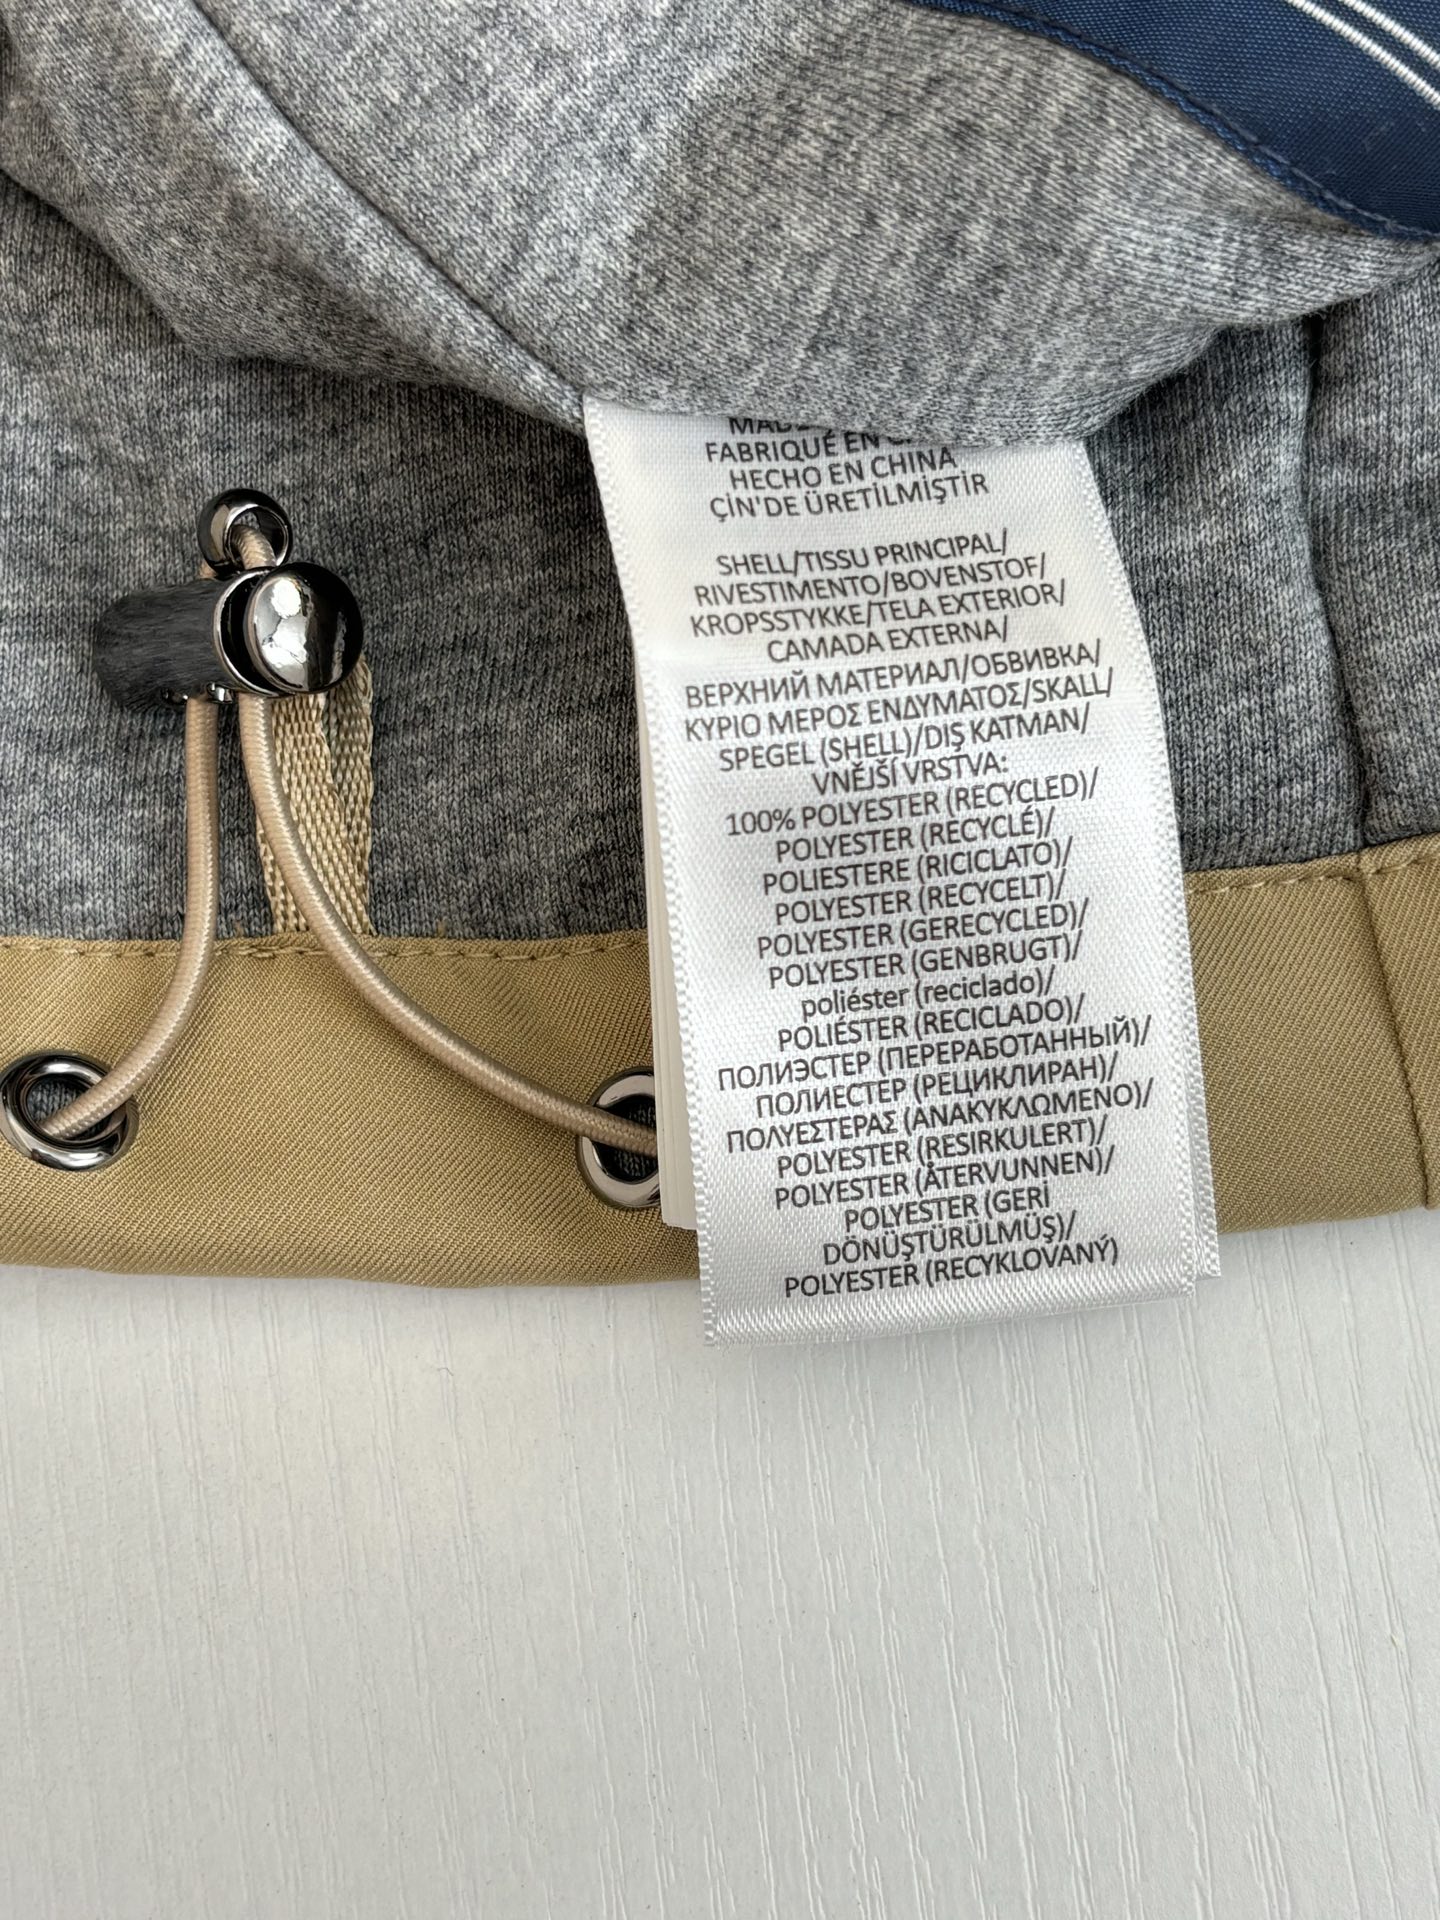 MADE
FABRIQUÉ EN
HECHO EN CHINA
ÇİN'DE ÜRETİLMİŞTİR
SHELL/TISSU PRINCIPAL/
RIVESTIMENTO/BOVENSTOF/
KROPSSTYKKE/TELA EXTERIOR/
CAMADA EXTERNA/
ВЕРХНИЙ МАТЕРИАЛ/ОБВИВКА/
ΚΥΡΙΟ ΜΕΡΟΣ ΕΝΔΥΜΑΤΟΣ/SKALL/
SPEGEL (SHELL)/DIŞ KATMAN/
VNĚJŠÍ VRSTVA:
100% POLYESTER (RECYCLED)/
POLYESTER (RECYCLÉ)/
POLIESTERE (RICICLATO)/
POLYESTER (RECYCELT)/
POLYESTER (GERECYCLED)/
POLYESTER (GENBRUGT)/
poliéster (reciclado)/
POLIÉSTER (RECICLADO)/
ПОЛИЭСТЕР (ПЕРЕРАБОТАННЫЙ)/
ПОЛИЕСТЕР (РЕЦИКЛИРАН)/
ΠΟΛΥΕΣΤΕΡΑΣ (ΑΝΑΚΥΚΛΩΜΕΝΟ)/
POLYESTER (RESIRKULERT)/
POLYESTER (ÅTERVUNNEN)/
POLYESTER (GERİ
DÖNÜŞTÜRÜLMÜŞ)/
POLYESTER (RECYKLOVANÝ)